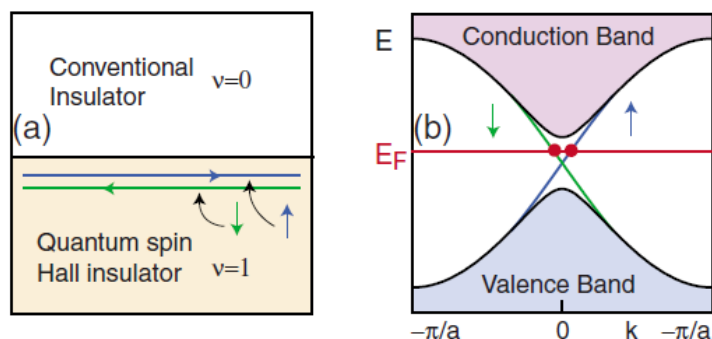 Conventional
Insulator ν=0
(a)
Quantum spin
Hall insulator ν=1
E
Conduction Band
(b)
E_F
Valence Band
−π/a 0 k −π/a